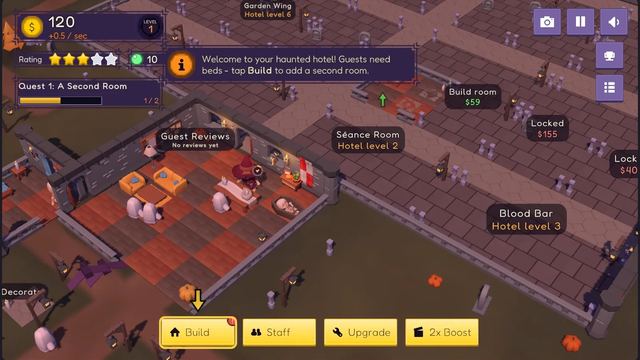 Garden Wing
Hotel level 6
120
+0.5 / sec
LEVEL
1
Rating
10
Welcome to your haunted hotel! Guests need
beds - tap Build to add a second room.
Quest 1: A Second Room
1 / 2
Build room
$59
Locked
$155
Lock
$40
Guest Reviews
No reviews yet
Séance Room
Hotel level 2
Blood Bar
Hotel level 3
Decorat
Build
Staff
Upgrade
2x Boost